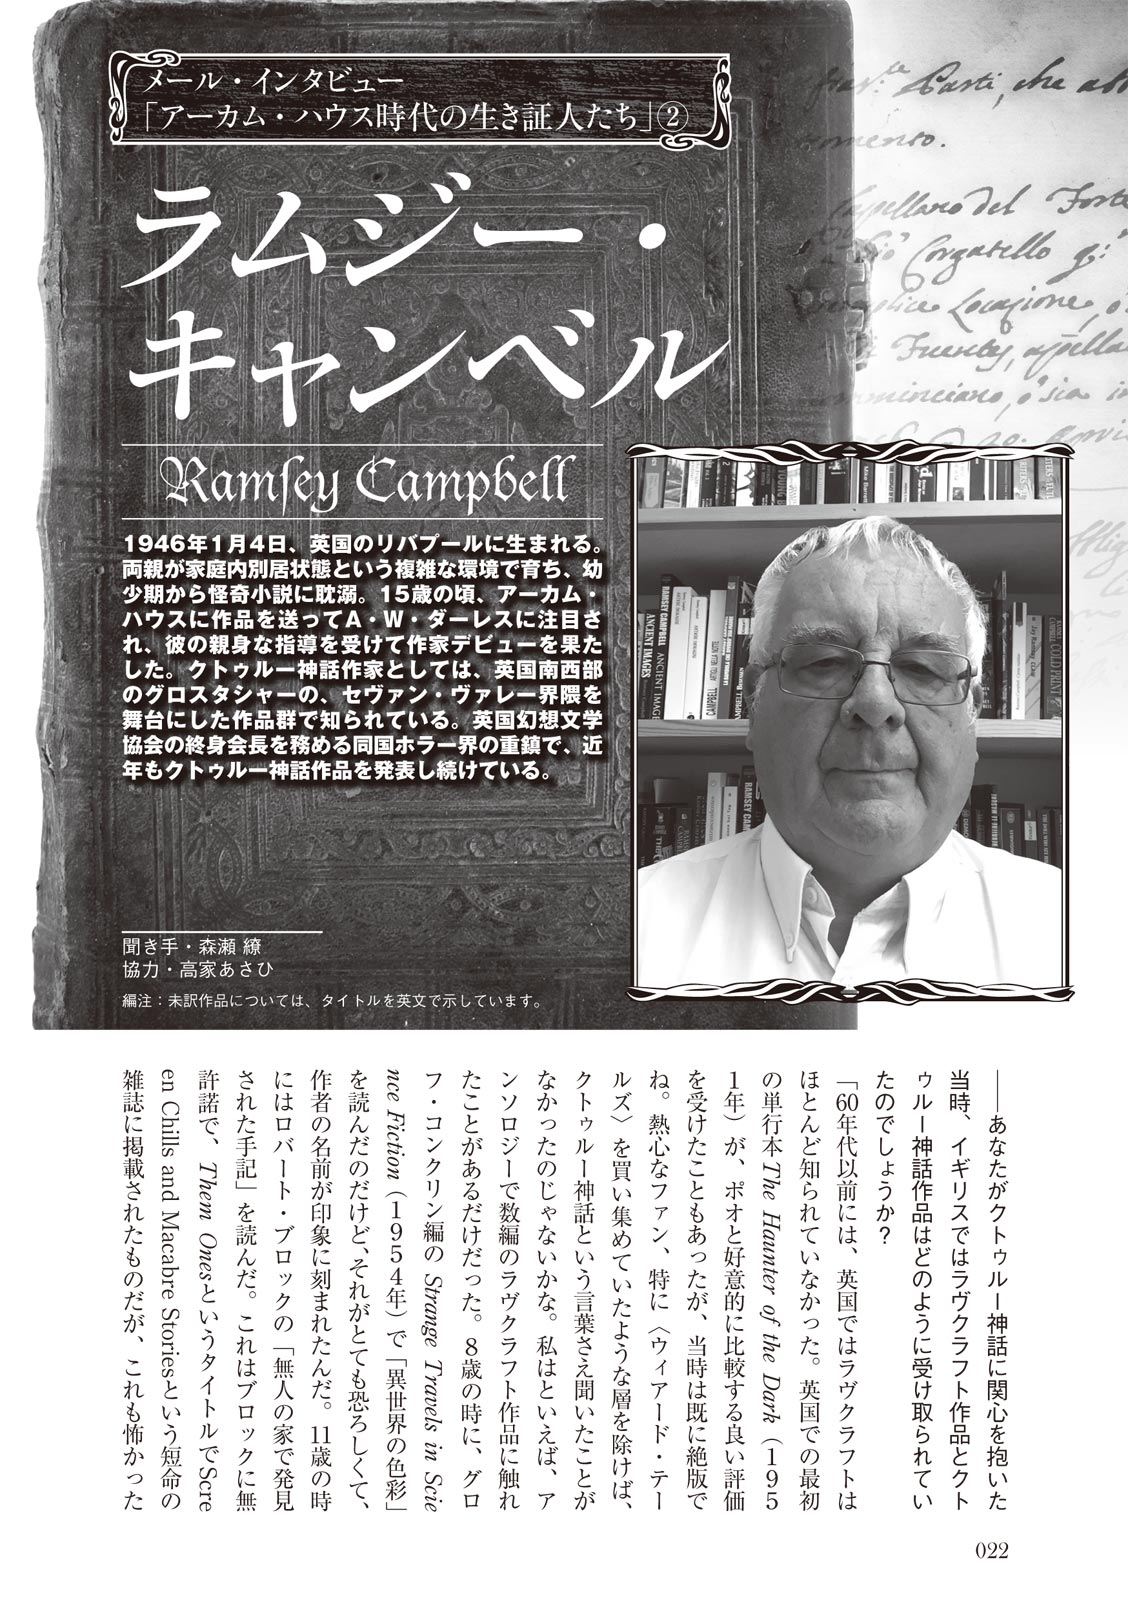 メール・インタビュー
「アーカム・ハウス時代の生き証人たち」②
ラムジー・
キャンベル
Ramsey Campbell
1946年1月4日、英国のリバプールに生まれる。
両親が家庭内別居状態という複雑な環境で育ち、幼
少期から怪奇小説に耽溺。15歳の頃、アーカム・
ハウスに作品を送ってA・W・ダーレスに注目さ
れ、彼の親身な指導を受けて作家デビューを果た
した。クトゥルー神話作家としては、英国南西部
のグロスタシャーの、セヴァン・ヴァレー界隈を
舞台にした作品群で知られている。英国幻想文学
協会の終身会長を務める同国ホラー界の重鎮で、近
年もクトゥルー神話作品を発表し続けている。
聞き手・森瀬 繚
協力・高家あさひ
編注：未訳作品については、タイトルを英文で示しています。
RAMSEY CAMPBELL
ANCIENT IMAGES
――あなたがクトゥルー神話に関心を抱いた
当時、イギリスではラヴクラフト作品とクト
ゥルー神話作品はどのように受け取られてい
たのでしょうか？
「60年代以前には、英国ではラヴクラフトは
ほとんど知られていなかった。英国での最初
の単行本The Haunter of the Dark（195
1年）が、ポオと好意的に比較する良い評価
を受けたこともあったが、当時は既に絶版で
ね。熱心なファン、特に〈ウィアード・テー
ルズ〉を買い集めていたような層を除けば、
クトゥルー神話という言葉さえ聞いたことが
なかったのじゃないかな。私はといえば、ア
ンソロジーで数編のラヴクラフト作品に触れ
たことがあるだけだった。8歳の時に、グロ
フ・コンクリン編の Strange Travels in Scie
nce Fiction（1954年）で「異世界の色彩」
を読んだのだけど、それがとても恐ろしくて、
作者の名前が印象に刻まれたんだ。11歳の時
にはロバート・ブロックの「無人の家で発見
された手記」を読んだ。これはブロックに無
許諾で、Them OnesというタイトルでScre
en Chills and Macabre Storiesという短命の
雑誌に掲載されたものだが、これも怖かった
022